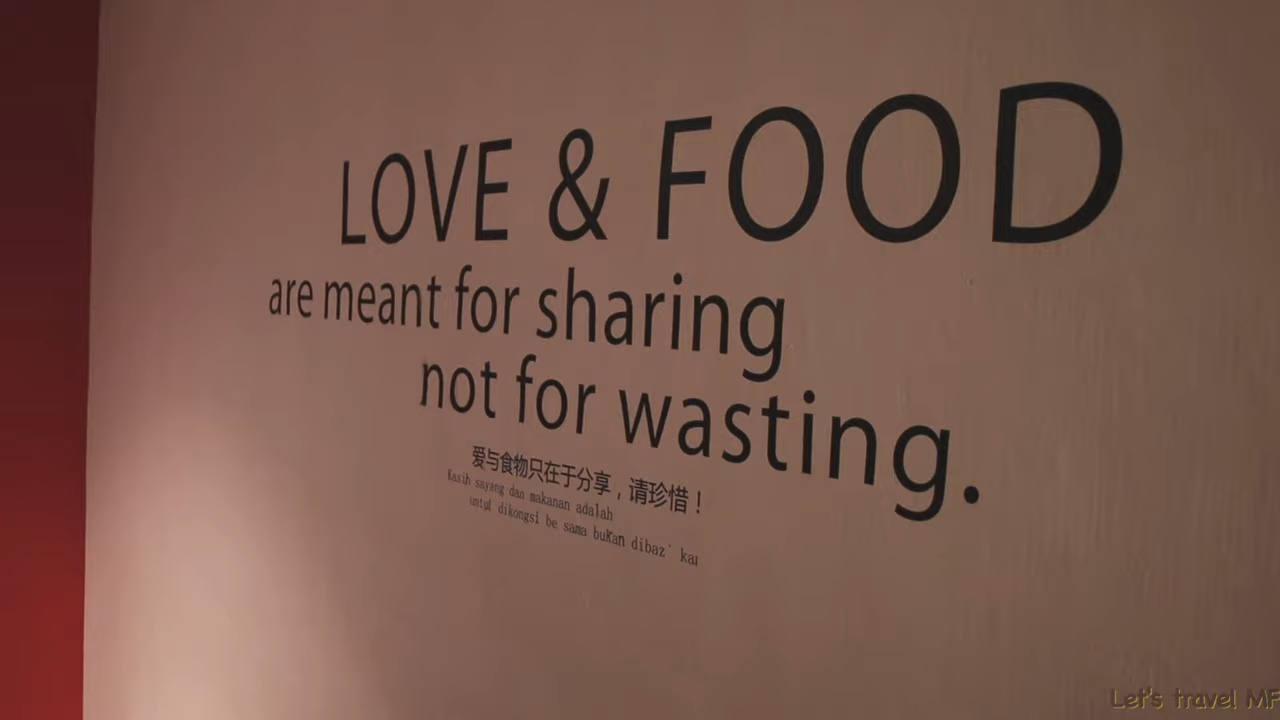 LOVE & FOOD
are meant for sharing
not for wasting.
爱与食物只在于分享，请珍惜！
Kasih sayang dan makanan adalah
dikongsi be sama bukan
Let's travel MF